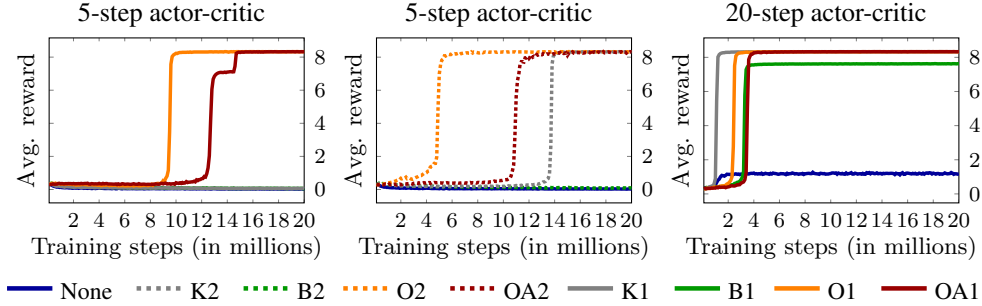 5-step actor-critic
Avg. reward
8
6
4
2
0
2 4 6 8 10 12 14 16 18 20
Training steps (in millions)
5-step actor-critic
Avg. reward
8
6
4
2
0
2 4 6 8 10 12 14 16 18 20
Training steps (in millions)
20-step actor-critic
Avg. reward
8
6
4
2
0
2 4 6 8 10 12 14 16 18 20
Training steps (in millions)
None K2 B2 O2 OA2 K1 B1 O1 OA1